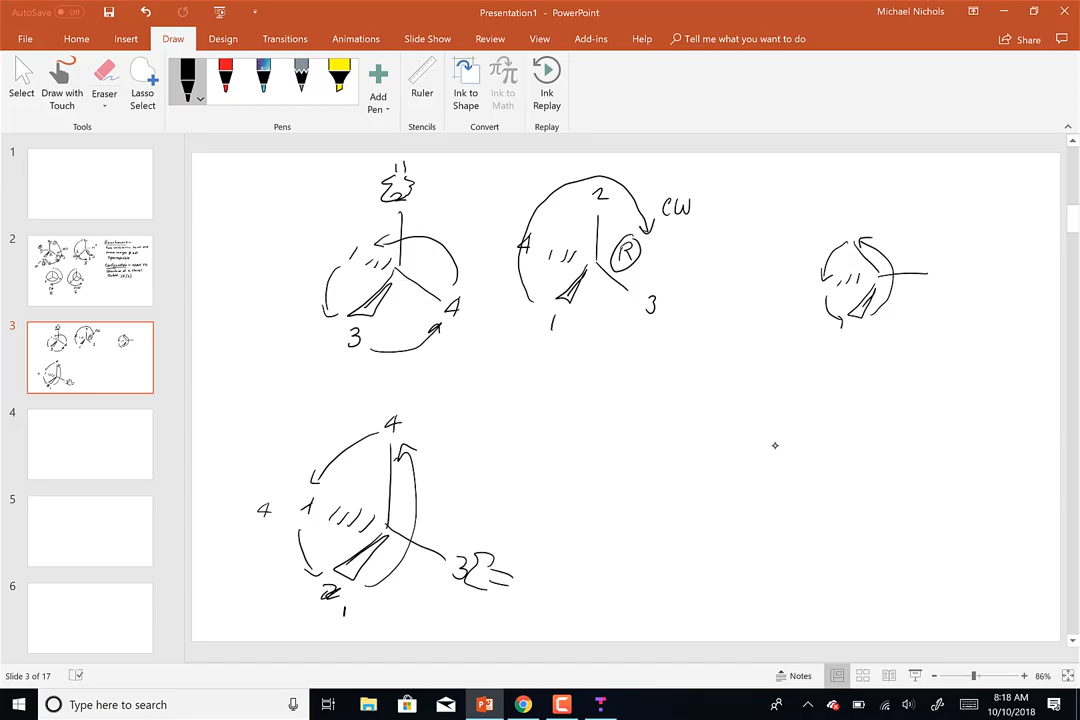 AutoSave Off
Presentation1 - PowerPoint
Michael Nichols
File Home Insert Draw Design Transitions Animations Slide Show Review View Add-ins Help Tell me what you want to do Share
Select Draw with Touch Eraser Lasso Select Add Pen Ruler Ink to Shape Ink to Math Ink Replay
Tools Pens Stencils Convert Replay
1
2
3
4
5
6
2 CW
4 R
4 3
3 1
4
4 1
3
2
1
Slide 3 of 17 Notes 86%
Type here to search
8:18 AM
10/10/2018